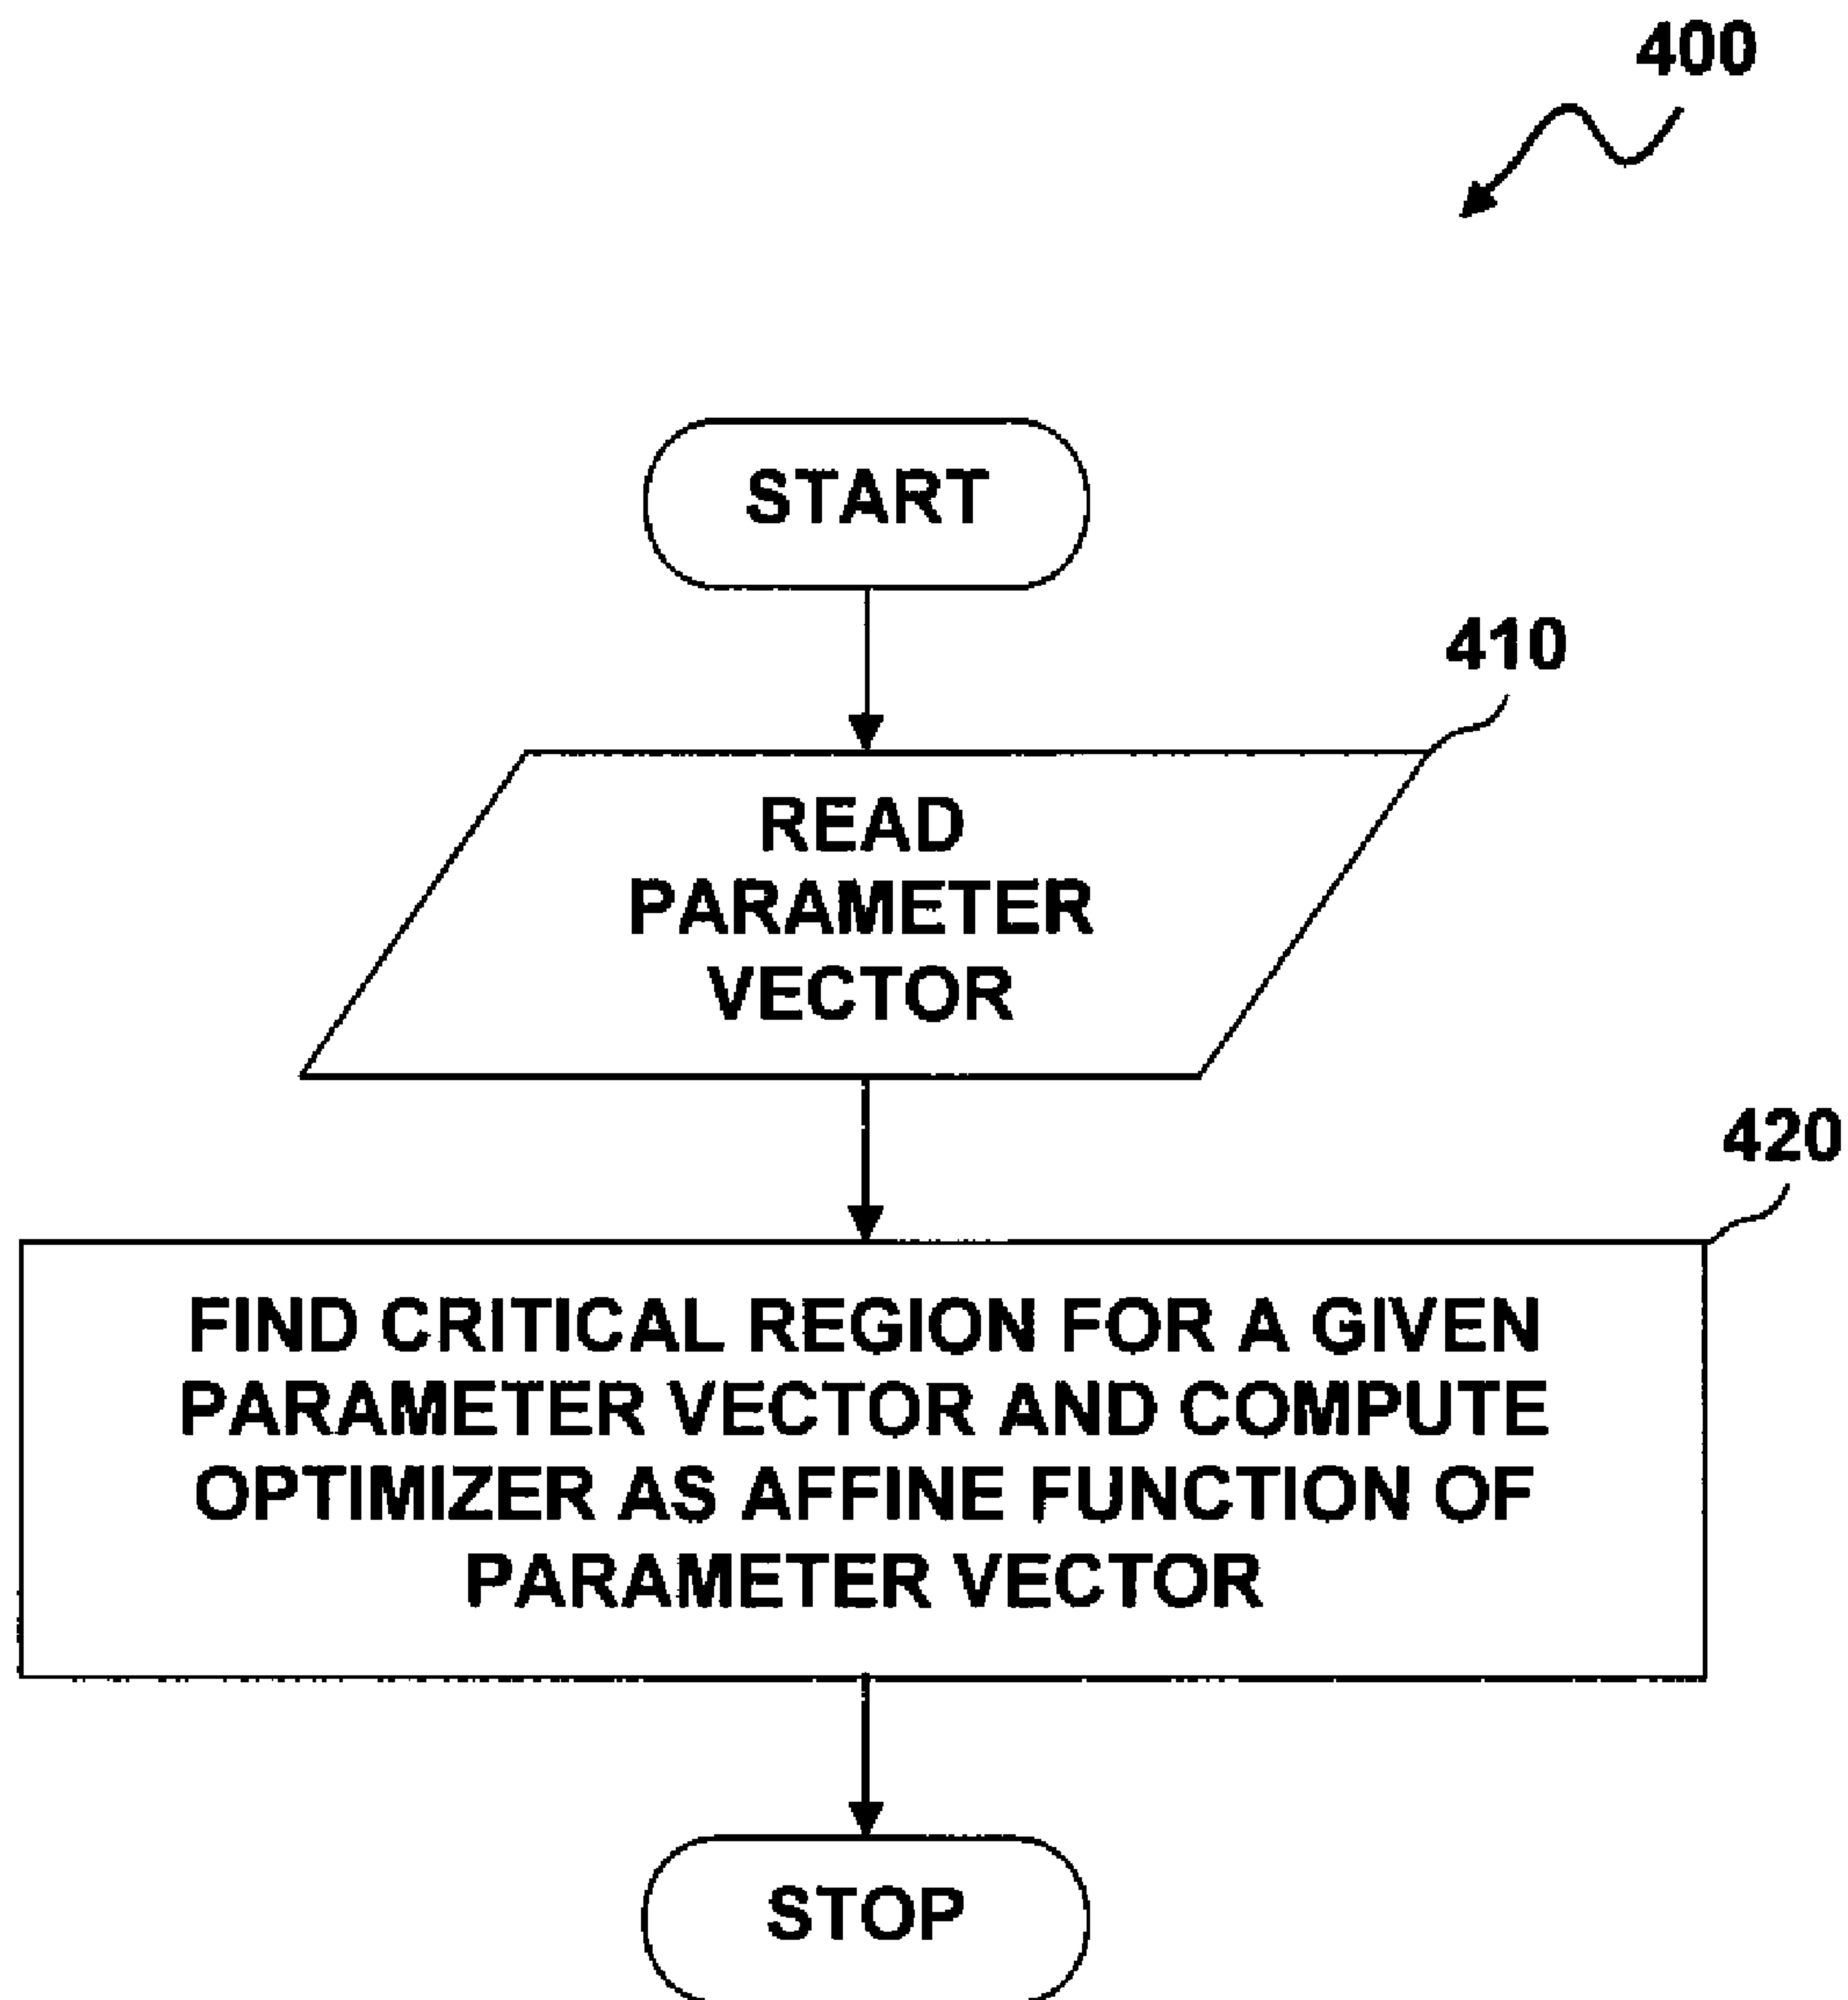 400
START
410
READ
PARAMETER
VECTOR
420
FIND CRITICAL REGION FOR A GIVEN
PARAMETER VECTOR AND COMPUTE
OPTIMIZER AS AFFINE FUNCTION OF
PARAMETER VECTOR
STOP